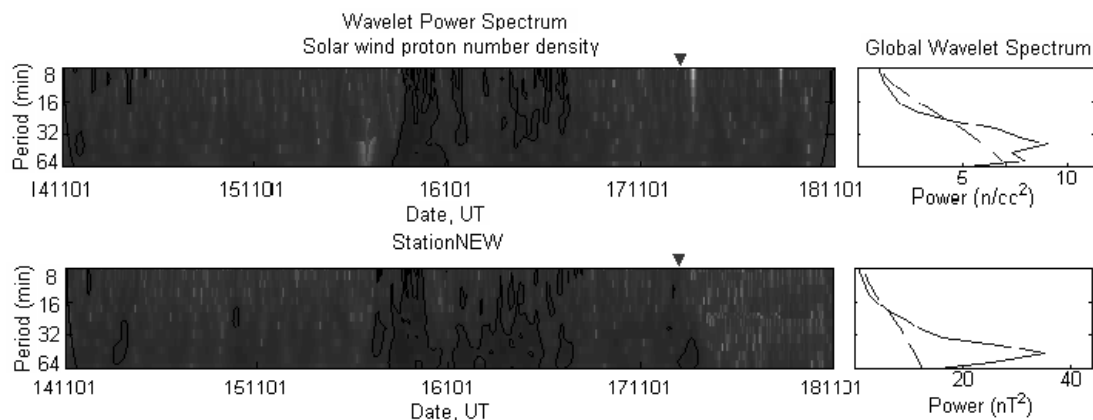 Wavelet Power Spectrum
Solar wind proton number density
Global Wavelet Spectrum
Period (min)
8
16
32
64
141101 151101 16101 171101 181101
Date, UT
5 10
Power (n/cc²)
StationNEW
Period (min)
8
16
32
64
141101 151101 16101 171101 181101
Date, UT
20 40
Power (nT²)